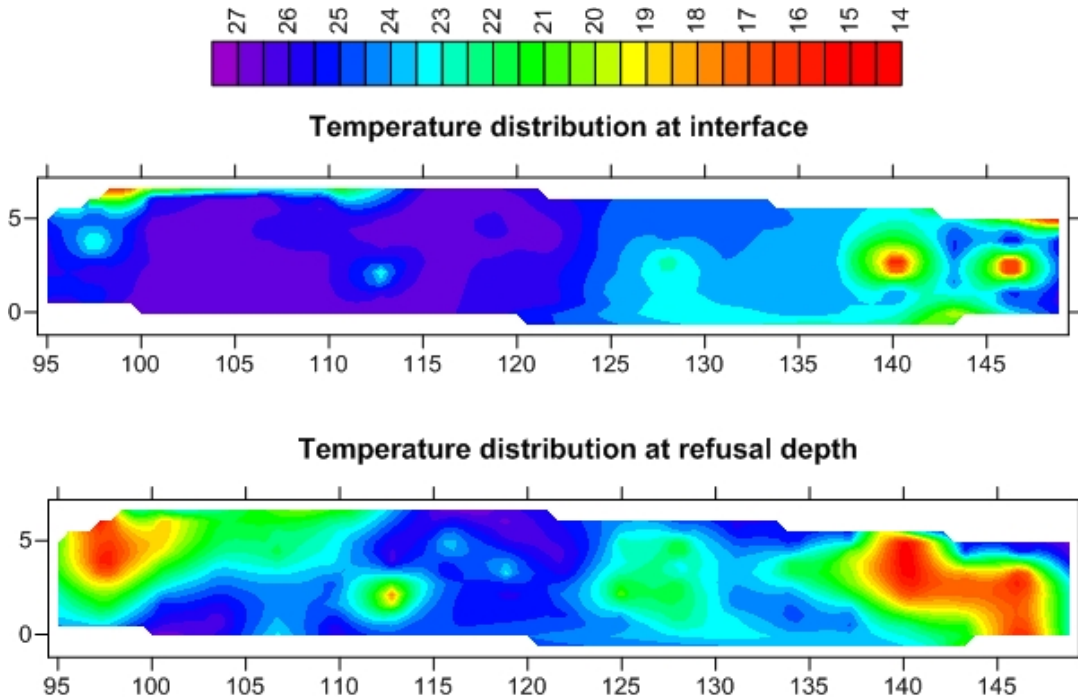 27 26 25 24 23 22 21 20 19 18 17 16 15 14
Temperature distribution at interface
5
0
95 100 105 110 115 120 125 130 135 140 145
Temperature distribution at refusal depth
5
0
95 100 105 110 115 120 125 130 135 140 145